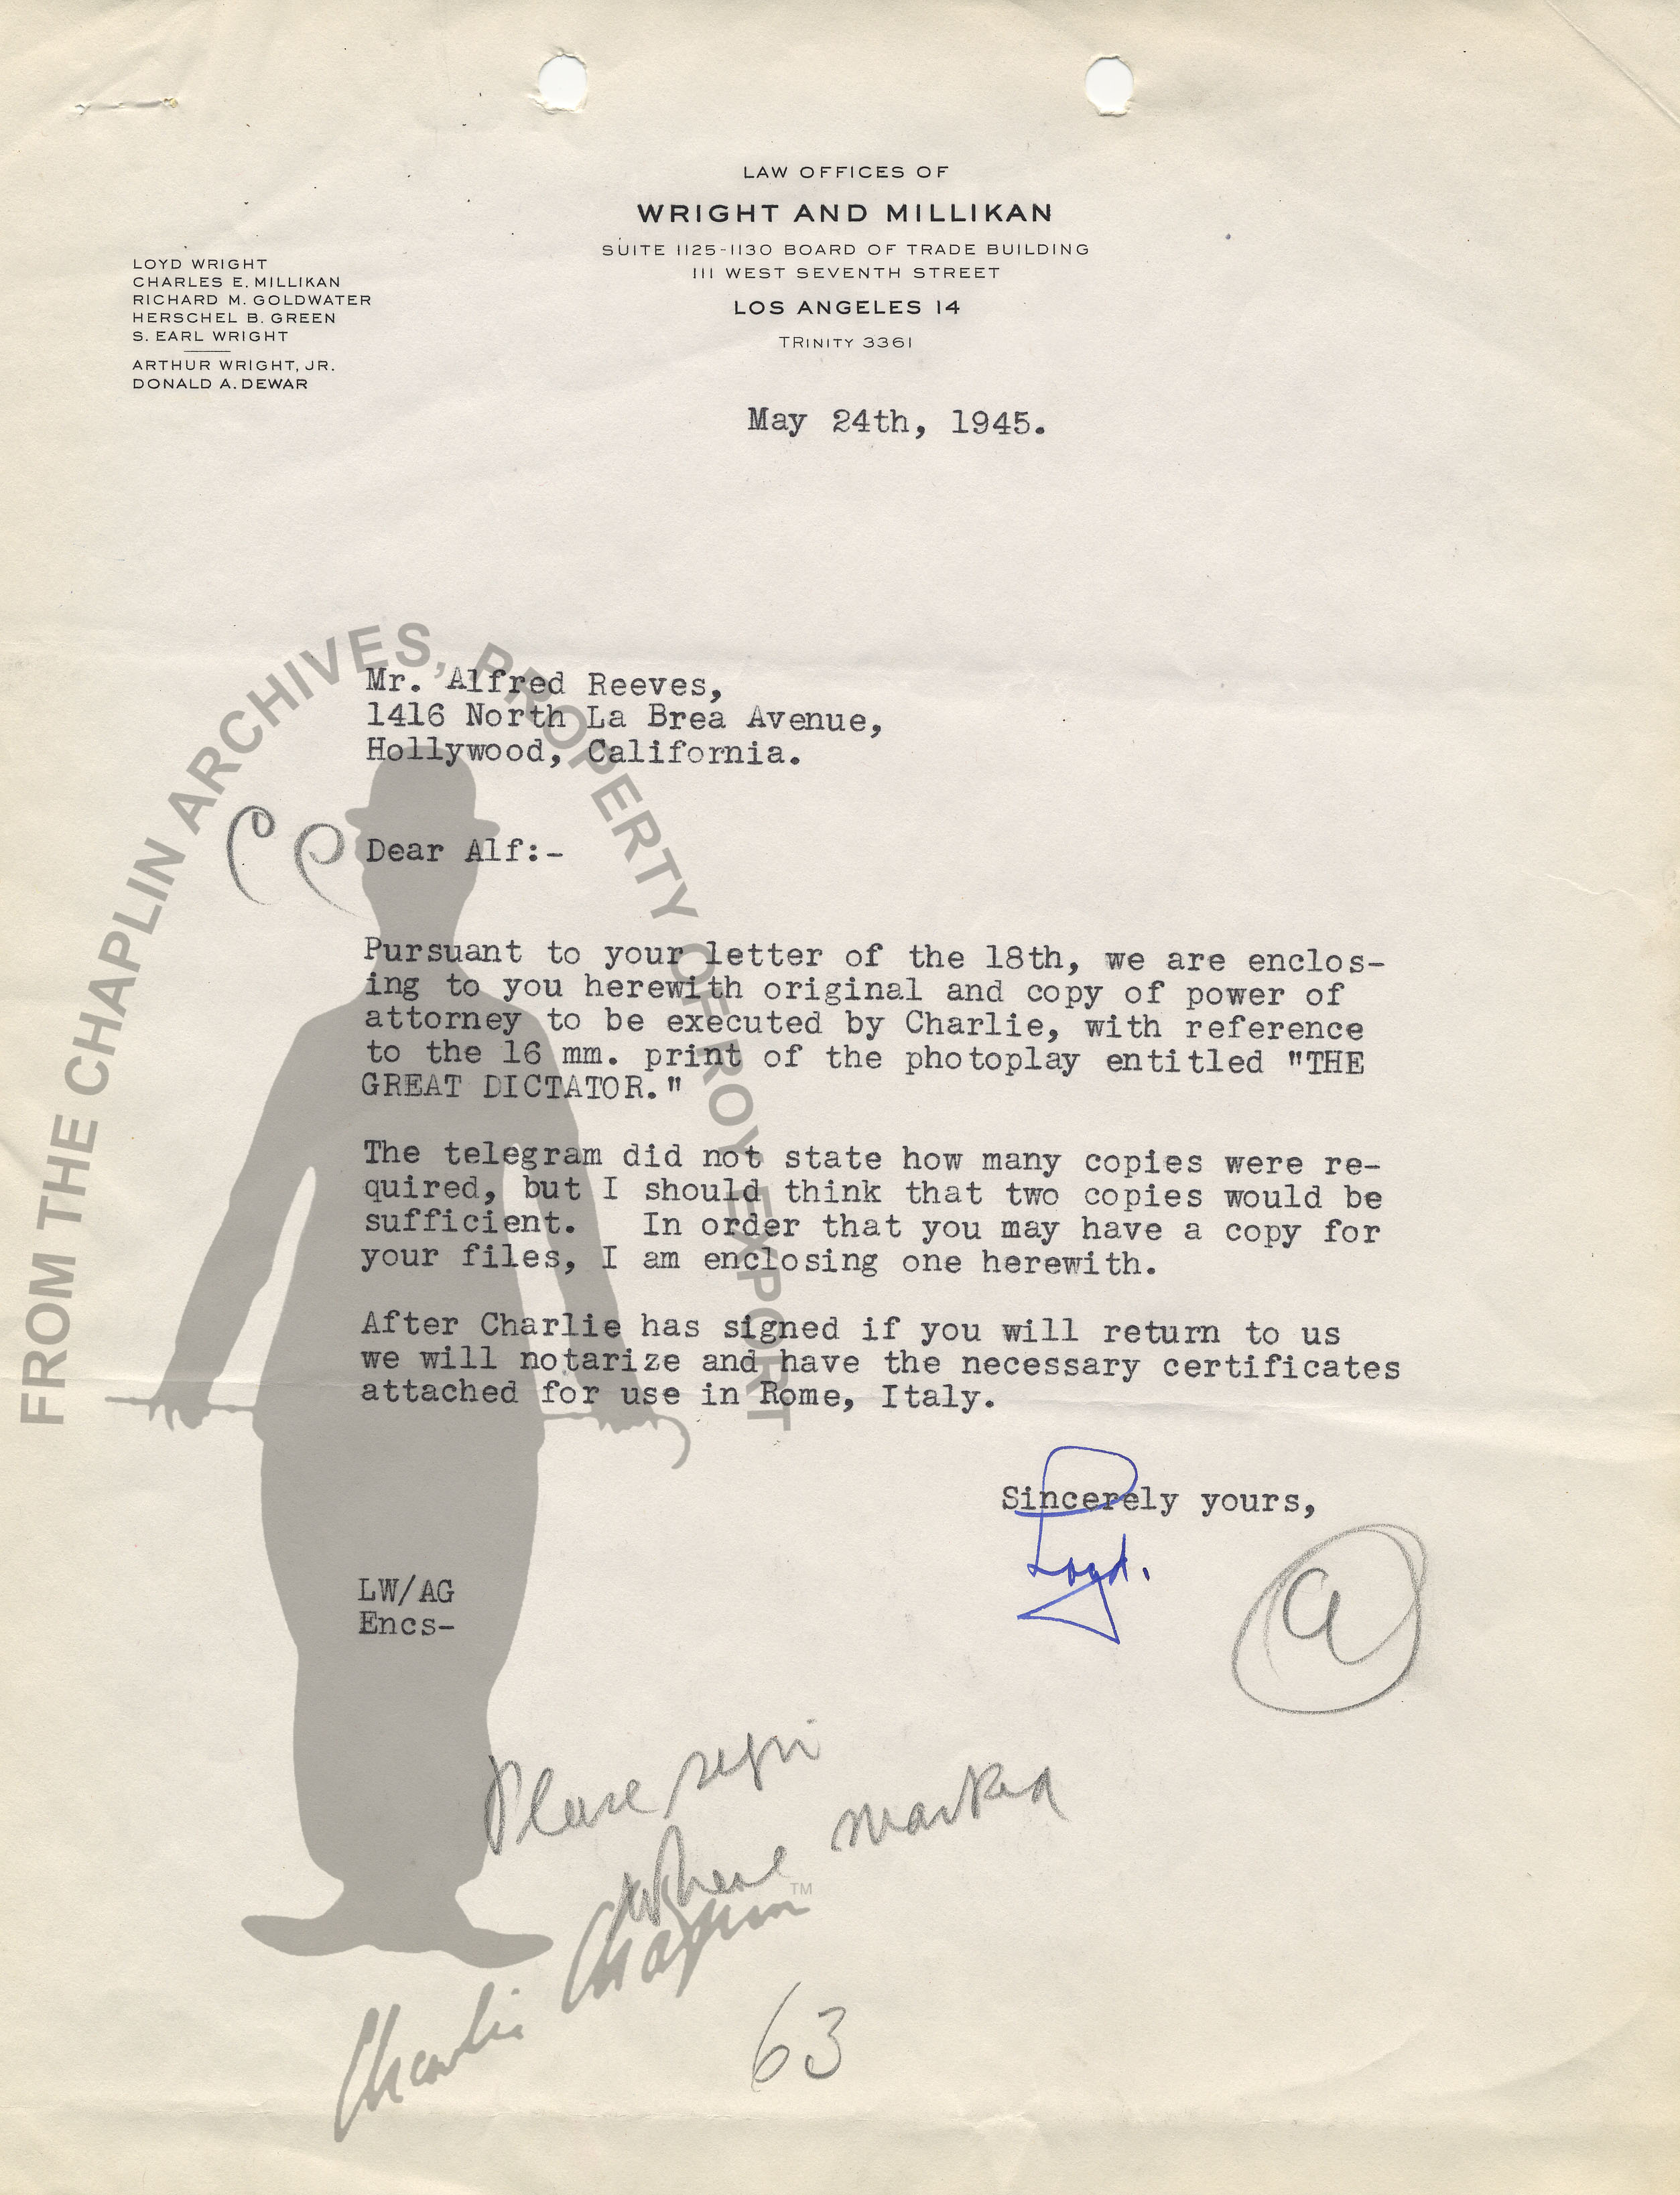 LAW OFFICES OF
WRIGHT AND MILLIKAN
SUITE 1125-1130 BOARD OF TRADE BUILDING
111 WEST SEVENTH STREET
LOS ANGELES 14
TRINITY 3361
LOYD WRIGHT
CHARLES E. MILLIKAN
RICHARD M. GOLDWATER
HERSCHEL B. GREEN
S. EARL WRIGHT
ARTHUR WRIGHT, JR.
DONALD A. DEWAR
May 24th, 1945.
Mr. Alfred Reeves,
1416 North La Brea Avenue,
Hollywood, California.
CC
Dear Alf:-
Pursuant to your letter of the 18th, we are enclos-
ing to you herewith original and copy of power of
attorney to be executed by Charlie, with reference
to the 16 mm. print of the photoplay entitled "THE
GREAT DICTATOR."
The telegram did not state how many copies were re-
quired, but I should think that two copies would be
sufficient. In order that you may have a copy for
your files, I am enclosing one herewith.
After Charlie has signed if you will return to us
we will notarize and have the necessary certificates
attached for use in Rome, Italy.
Sincerely yours,
Loyd.
a
LW/AG
Encs-
Please sign
where marked
63
FROM THE CHAPLIN ARCHIVES, PROPERTY OF ROY EXPORT
Charlie Chaplin™